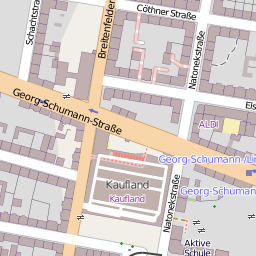 Cöthner Straße
Schachtstraße
Breitenfelder
Natonekstraße
Els
Georg-Schumann-Straße
ALDI
Georg-Schumann/Lin
Kaufland
Kaufland
Georg-Schuman
Natonekstraße
Aktive
Schule